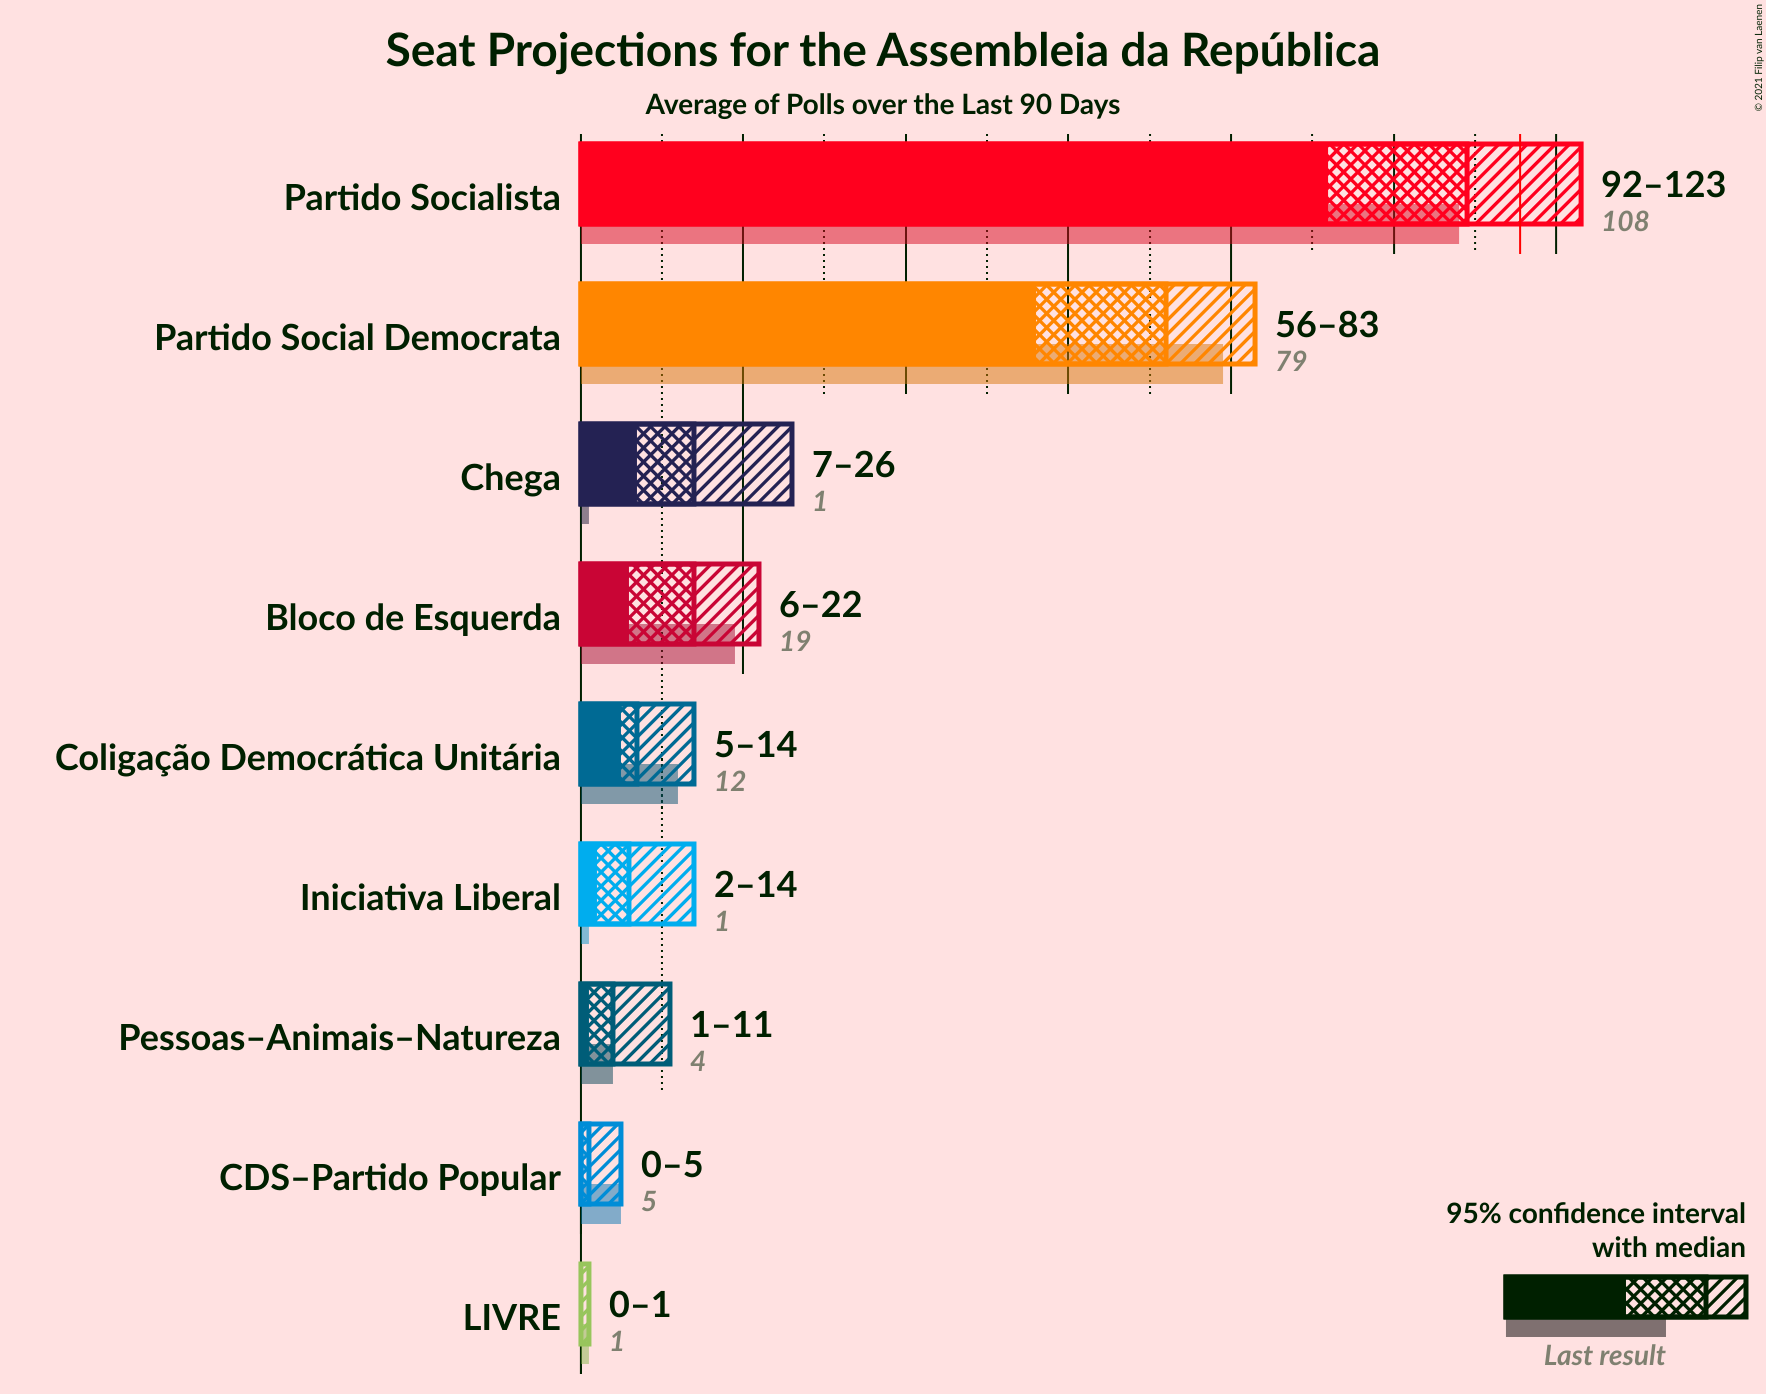 Seat Projections for the Assembleia da República
Average of Polls over the Last 90 Days
© 2021 Filip van Laenen
Partido Socialista
92–123
108
Partido Social Democrata
56–83
79
Chega
7–26
1
Bloco de Esquerda
6–22
19
Coligação Democrática Unitária
5–14
12
Iniciativa Liberal
2–14
1
Pessoas–Animais–Natureza
1–11
4
CDS–Partido Popular
0–5
5
LIVRE
0–1
1
95% confidence interval
with median
Last result